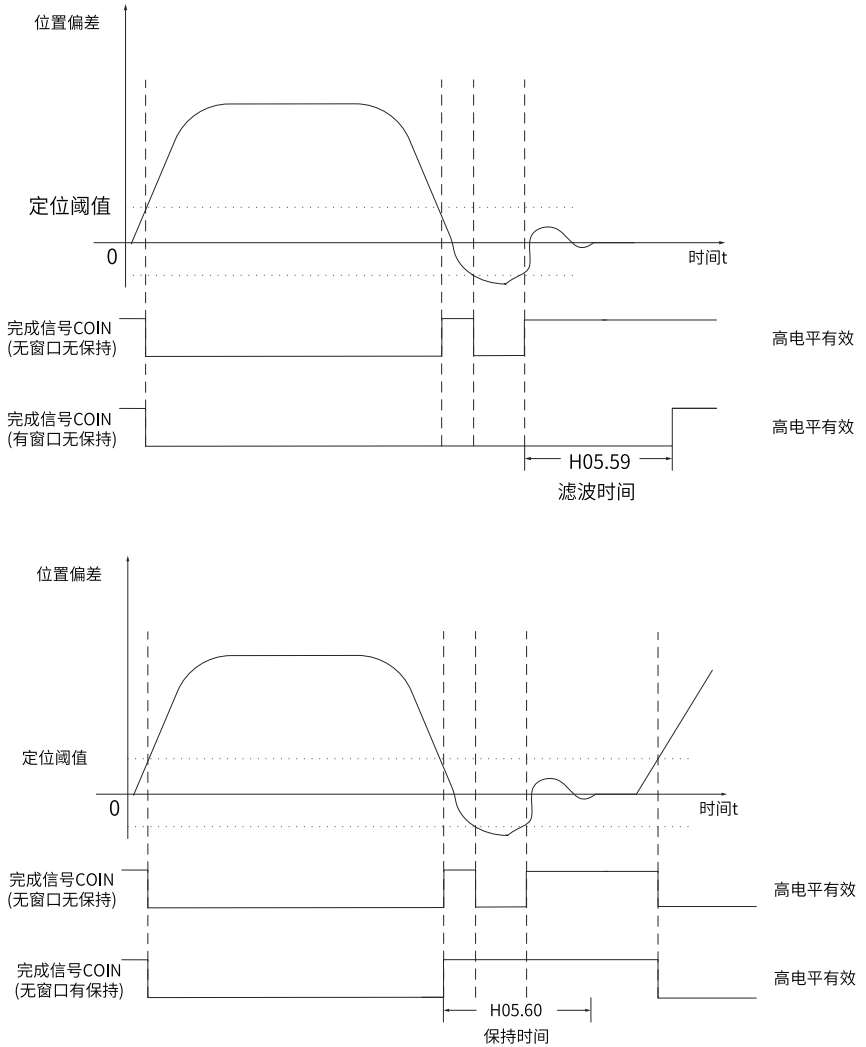 位置偏差
定位阈值
0
时间t
完成信号COIN
(无窗口无保持)
高电平有效
完成信号COIN
(有窗口无保持)
高电平有效
H05.59
滤波时间
位置偏差
定位阈值
0
时间t
完成信号COIN
(无窗口无保持)
高电平有效
完成信号COIN
(无窗口有保持)
高电平有效
H05.60
保持时间